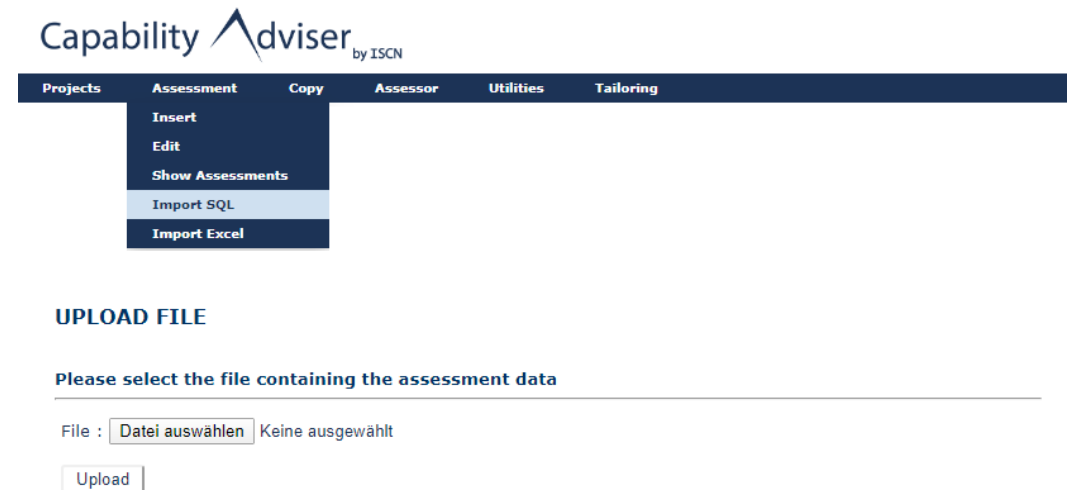 Capability Adviser by ISCN
Projects Assessment Copy Assessor Utilities Tailoring
Insert
Edit
Show Assessments
Import SQL
Import Excel
UPLOAD FILE
Please select the file containing the assessment data
File : Datei auswählen Keine ausgewählt
Upload